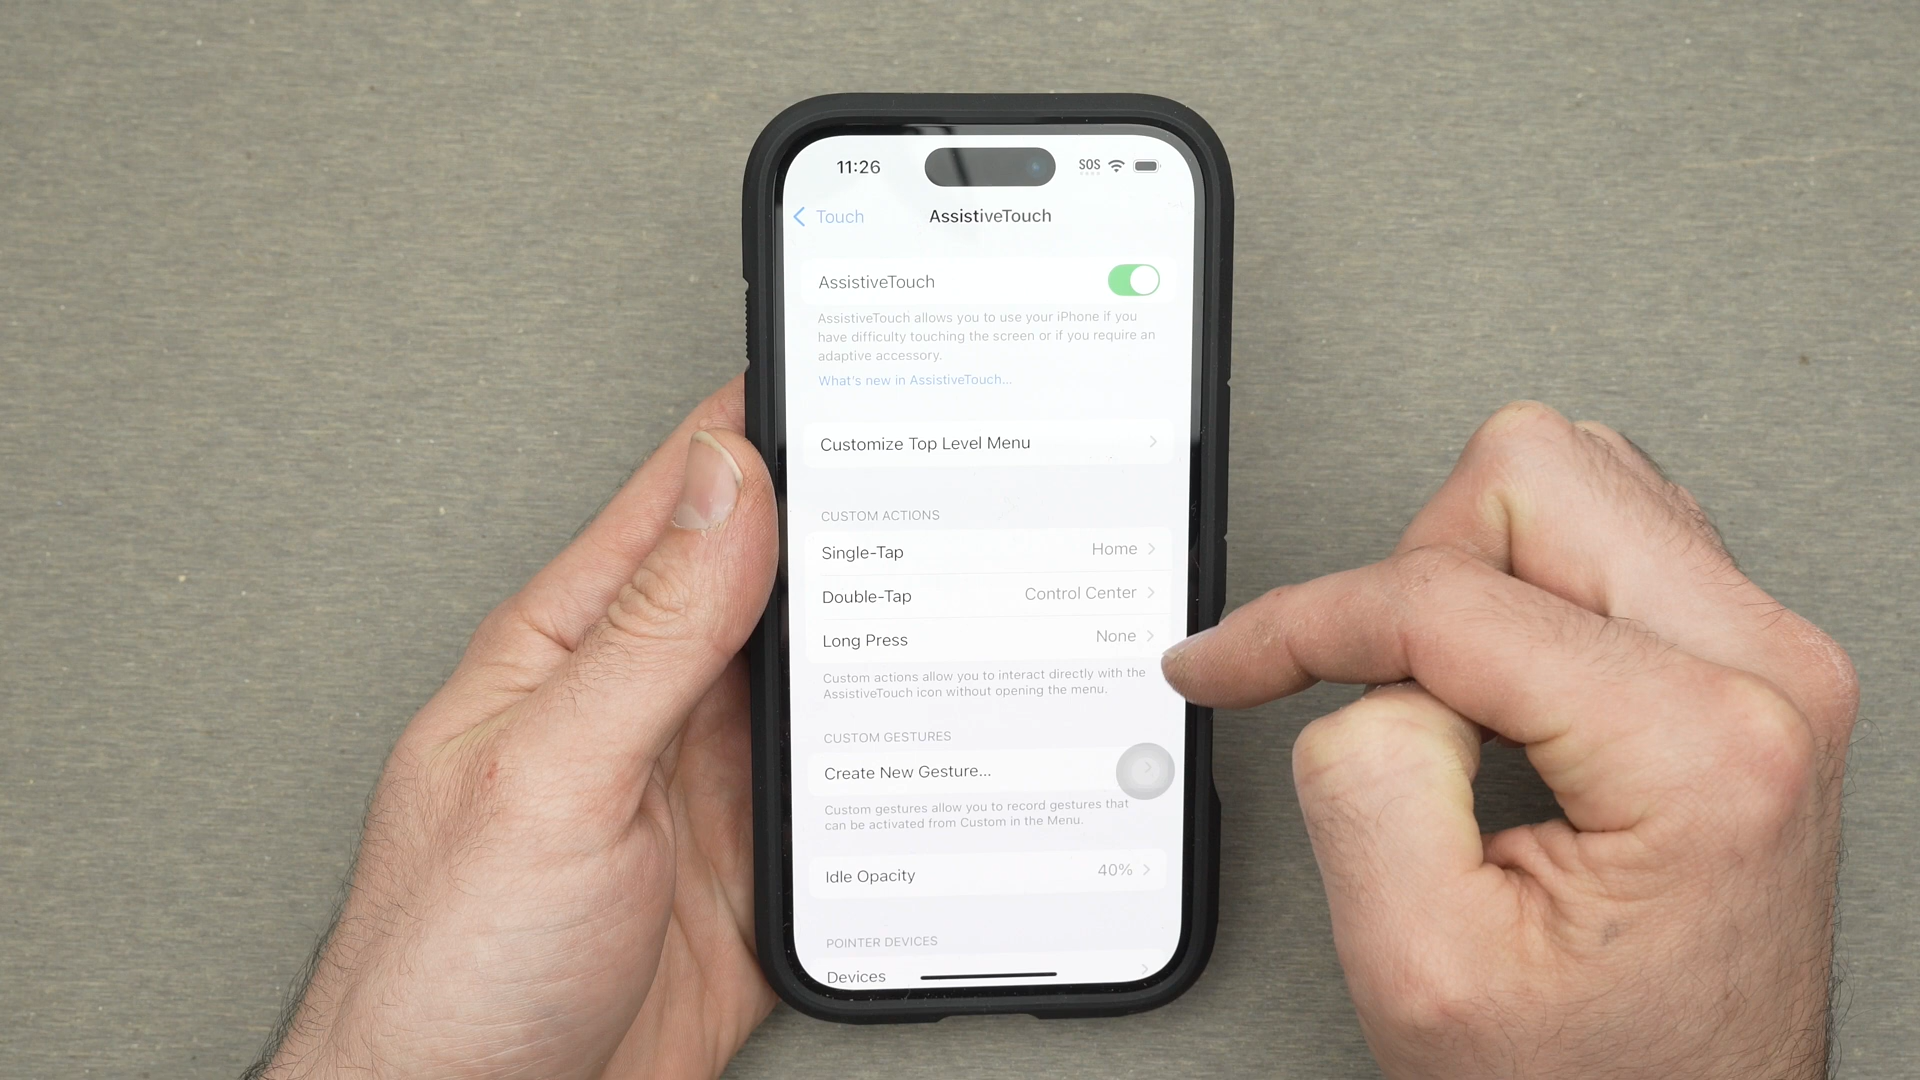 11:26 SOS
Touch AssistiveTouch
AssistiveTouch
AssistiveTouch allows you to use your iPhone if you
have difficulty touching the screen or if you require an
adaptive accessory.
What's new in AssistiveTouch...
Customize Top Level Menu
CUSTOM ACTIONS
Single-Tap Home
Double-Tap Control Center
Long Press None
Custom actions allow you to interact directly with the
AssistiveTouch icon without opening the menu.
CUSTOM GESTURES
Create New Gesture...
Custom gestures allow you to record gestures that
can be activated from Custom in the Menu.
Idle Opacity 40%
POINTER DEVICES
Devices